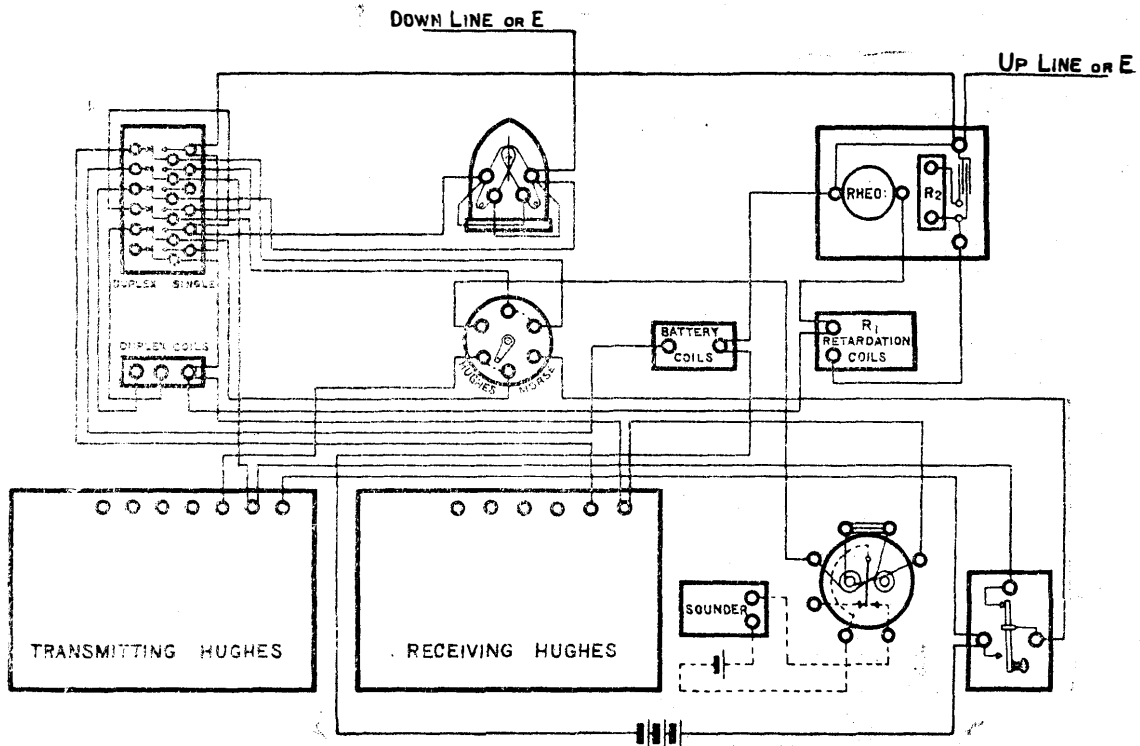 DOWN LINE OR E
UP LINE OR E
RHEO:
R2
DUPLEX SINGLE
DUPLEX COILS
HUGHES MORSE
BATTERY
COILS
R1
RETARDATION
COILS
TRANSMITTING HUGHES
RECEIVING HUGHES
SOUNDER